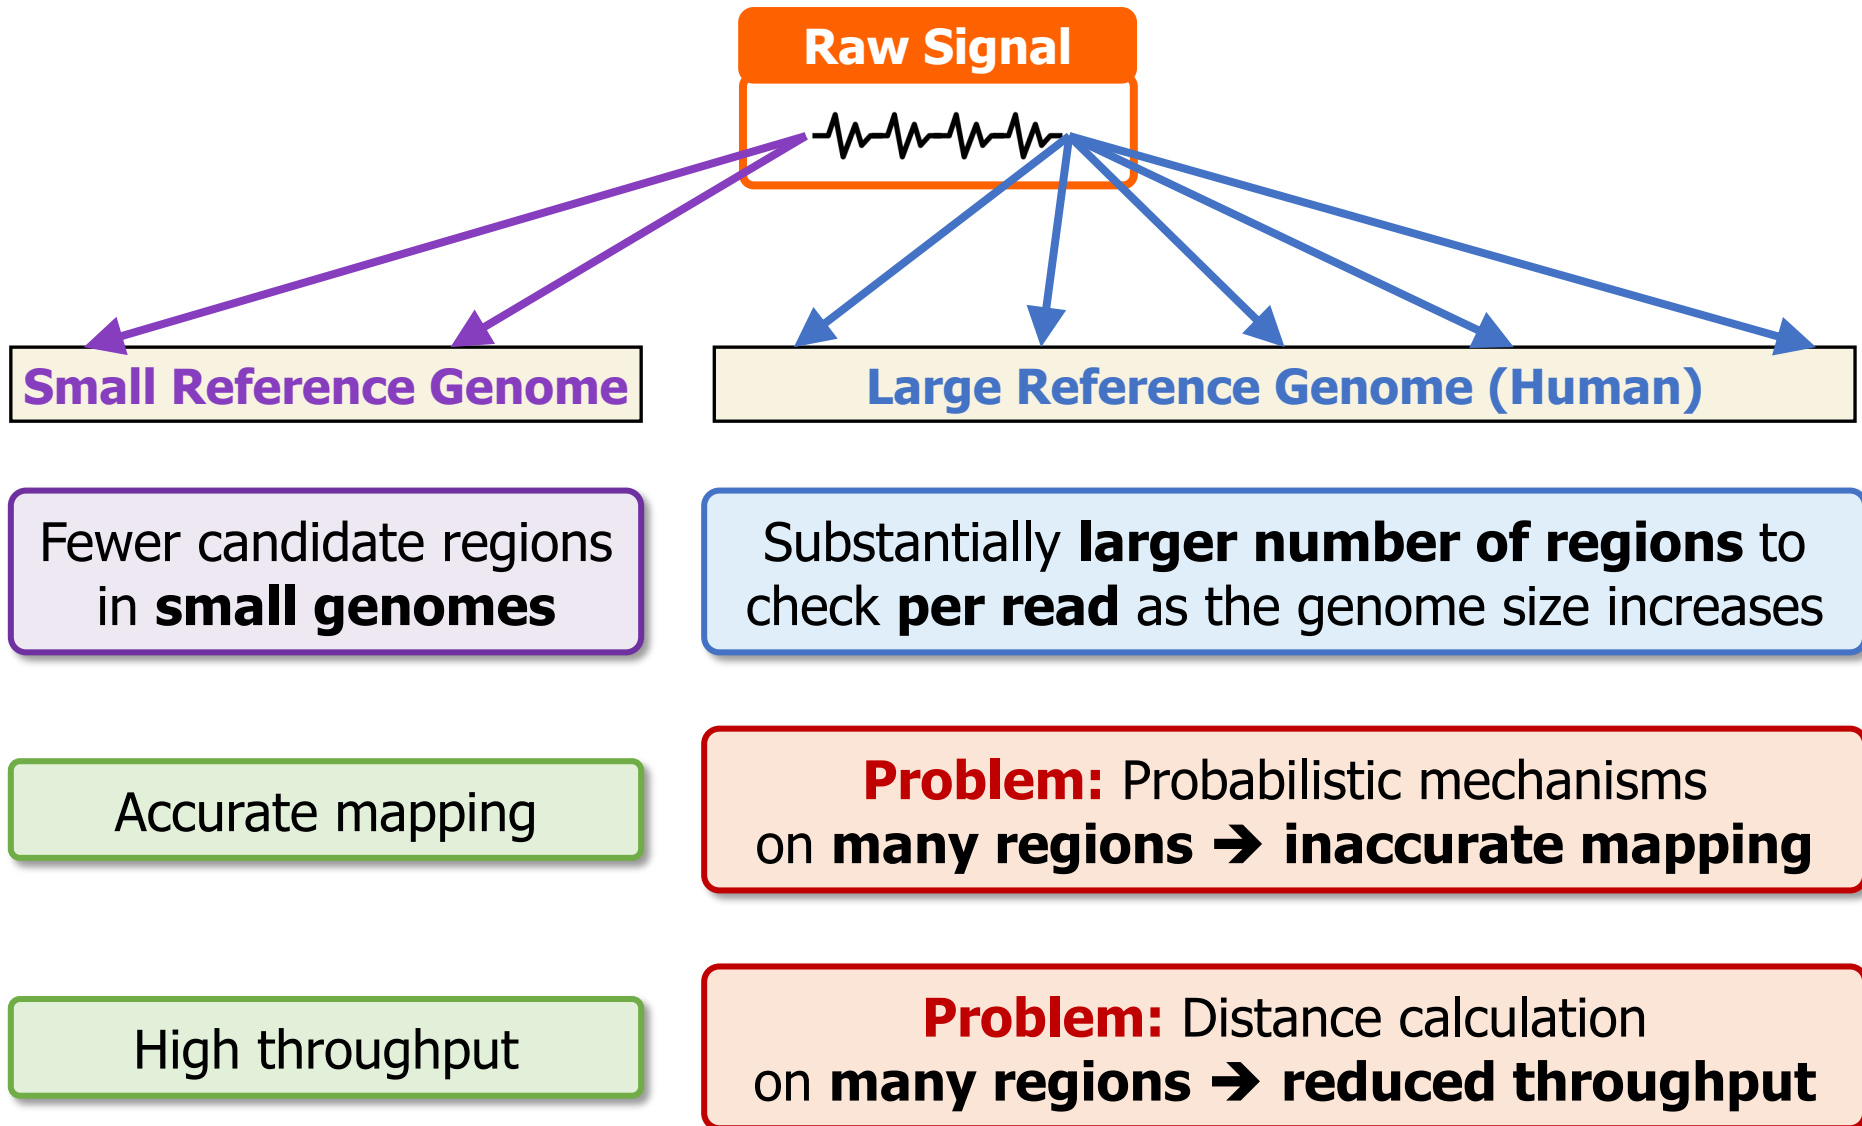 Raw Signal
Small Reference Genome
Large Reference Genome (Human)
Fewer candidate regions
in small genomes
Substantially larger number of regions to
check per read as the genome size increases
Accurate mapping
Problem: Probabilistic mechanisms
on many regions → inaccurate mapping
High throughput
Problem: Distance calculation
on many regions → reduced throughput